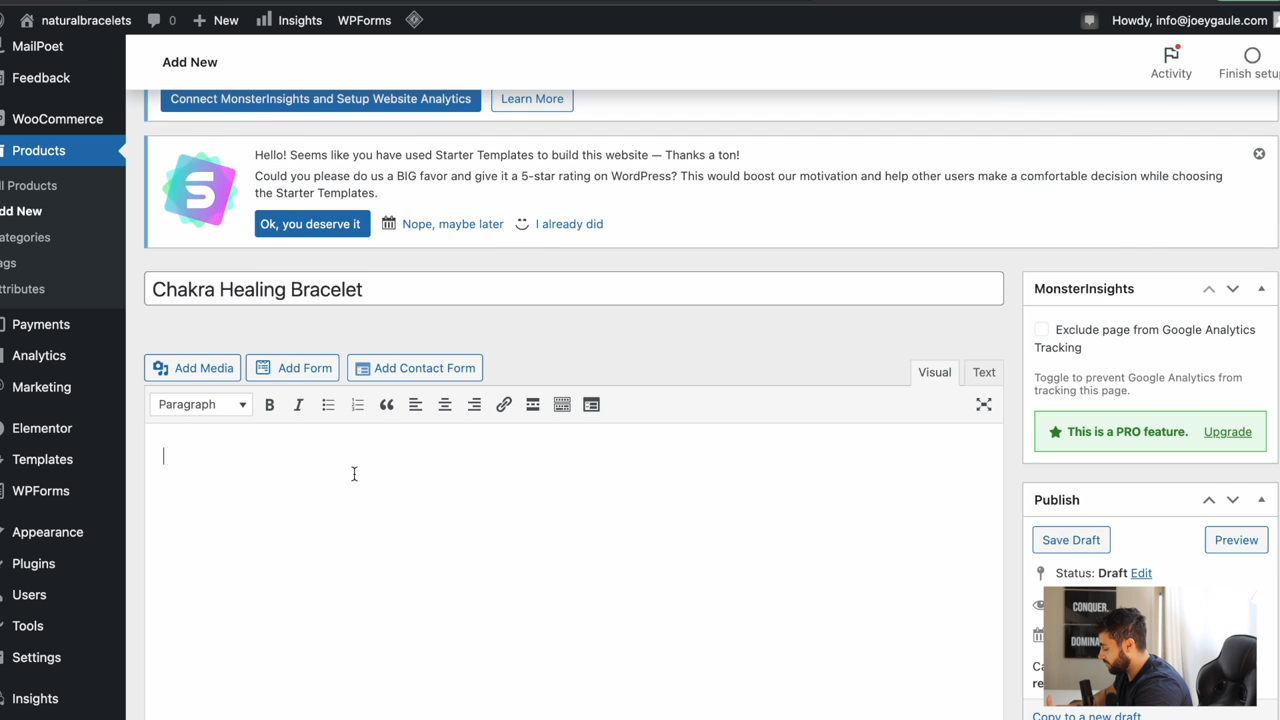 naturalbracelets 0 New Insights WPForms Howdy, info@joeygaule.com
MailPoet
Feedback
WooCommerce
Products
ll Products
dd New
ategories
ags
ttributes
Payments
Analytics
Marketing
Elementor
Templates
WPForms
Appearance
Plugins
Users
Tools
Settings
Insights
Add New
Activity
Finish setu
Connect MonsterInsights and Setup Website Analytics Learn More
Hello! Seems like you have used Starter Templates to build this website — Thanks a ton!
Could you please do us a BIG favor and give it a 5-star rating on WordPress? This would boost our motivation and help other users make a comfortable decision while choosing
the Starter Templates.
Ok, you deserve it Nope, maybe later I already did
Chakra Healing Bracelet
Add Media Add Form Add Contact Form
Visual Text
Paragraph
MonsterInsights
Exclude page from Google Analytics
Tracking
Toggle to prevent Google Analytics from
tracking this page.
This is a PRO feature. Upgrade
Publish
Save Draft Preview
Status: Draft Edit
CONQUER.
DOMINA
Ca
re
Copy to a new draft